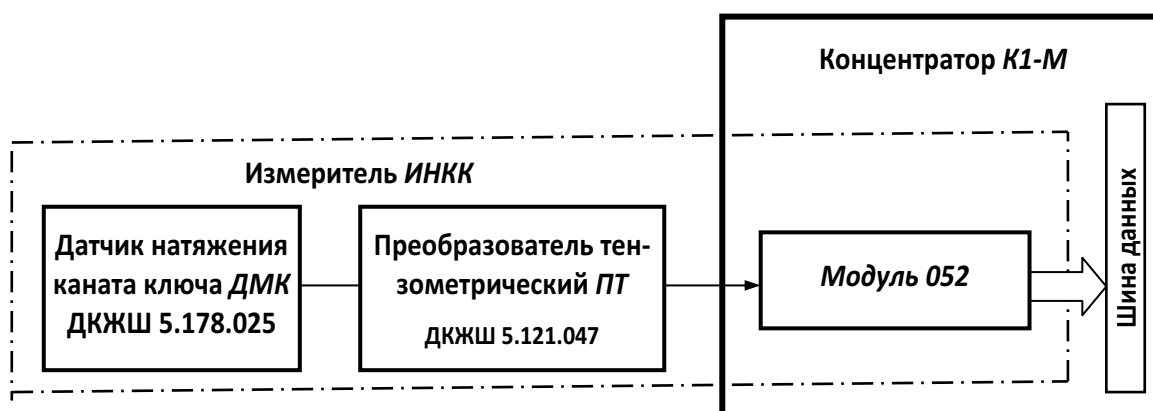 Концентратор К1-М
Измеритель ИНКК
Датчик натяжения
каната ключа ДМК
ДКЖШ 5.178.025
Преобразователь тен-
зометрический ПТ
ДКЖШ 5.121.047
Модуль 052
Шина данных